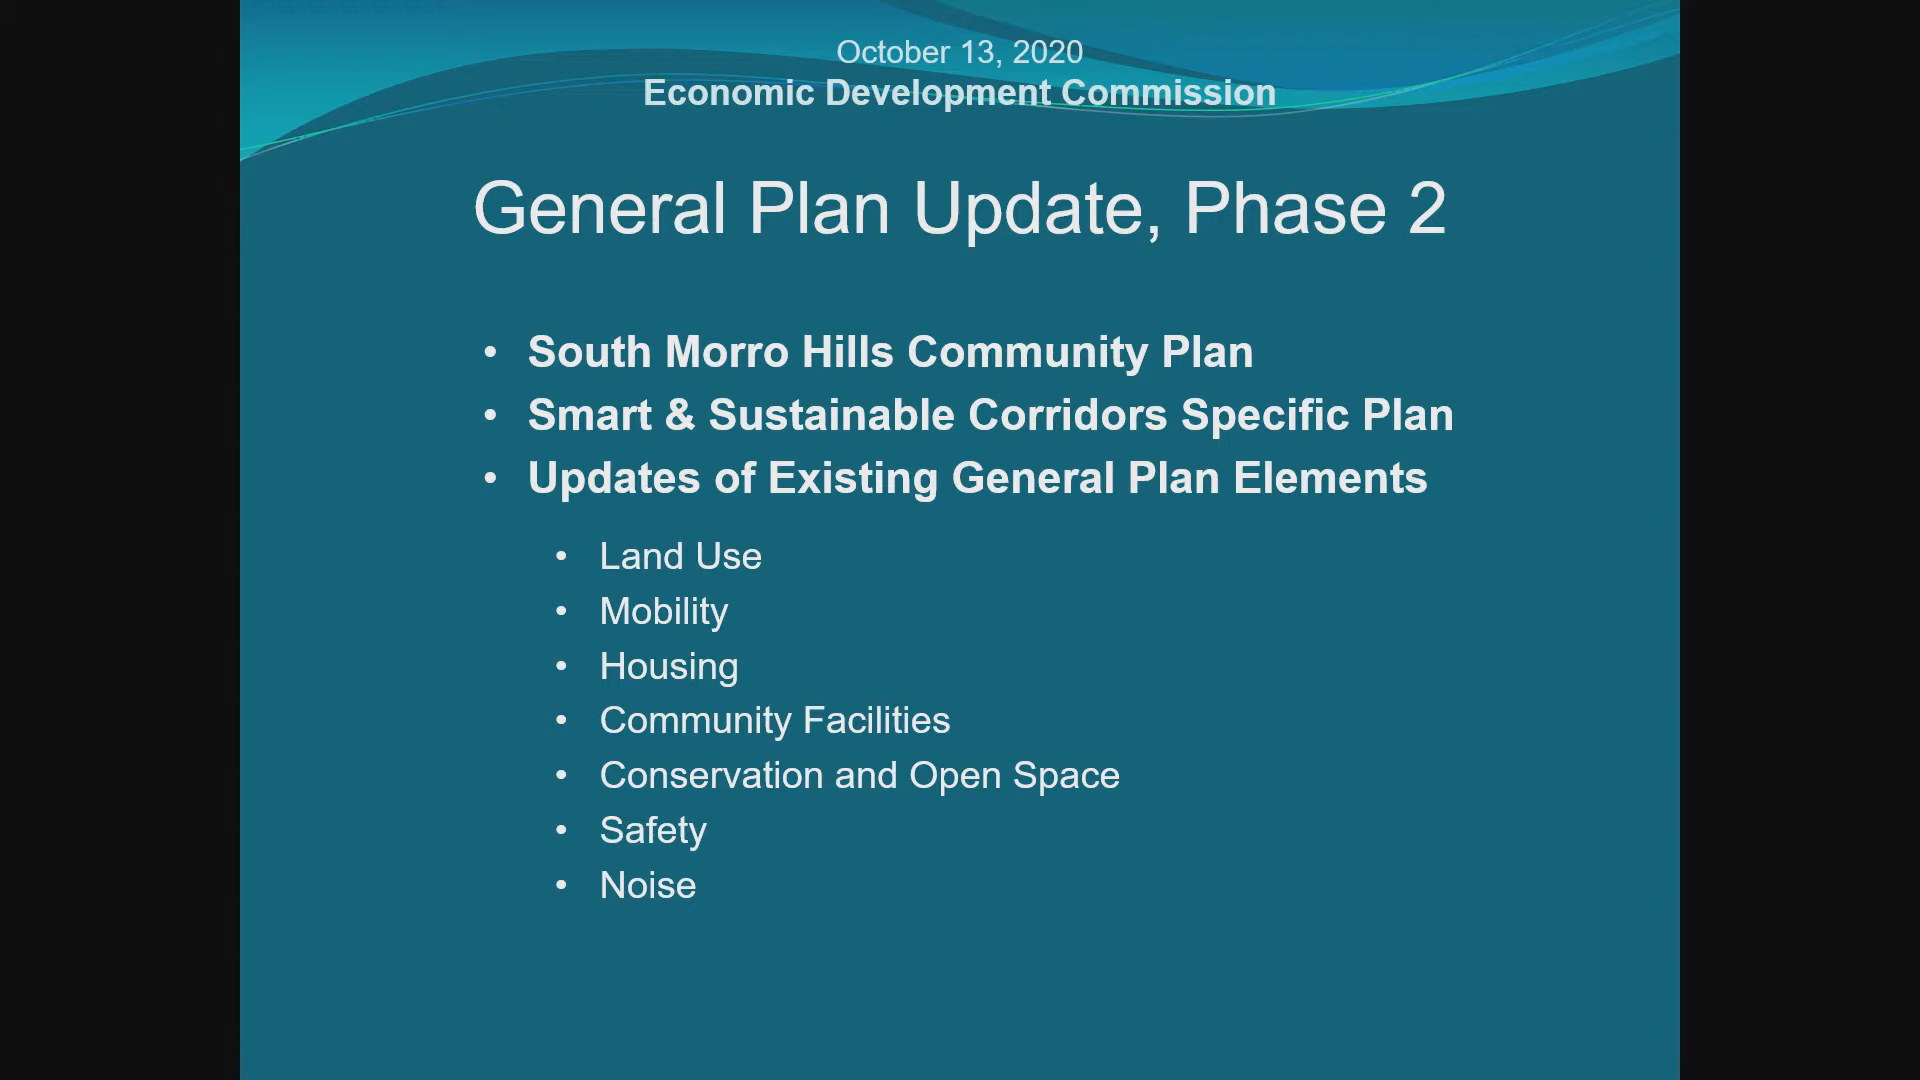 October 13, 2020
Economic Development Commission
General Plan Update, Phase 2
• South Morro Hills Community Plan
• Smart & Sustainable Corridors Specific Plan
• Updates of Existing General Plan Elements
• Land Use
• Mobility
• Housing
• Community Facilities
• Conservation and Open Space
• Safety
• Noise